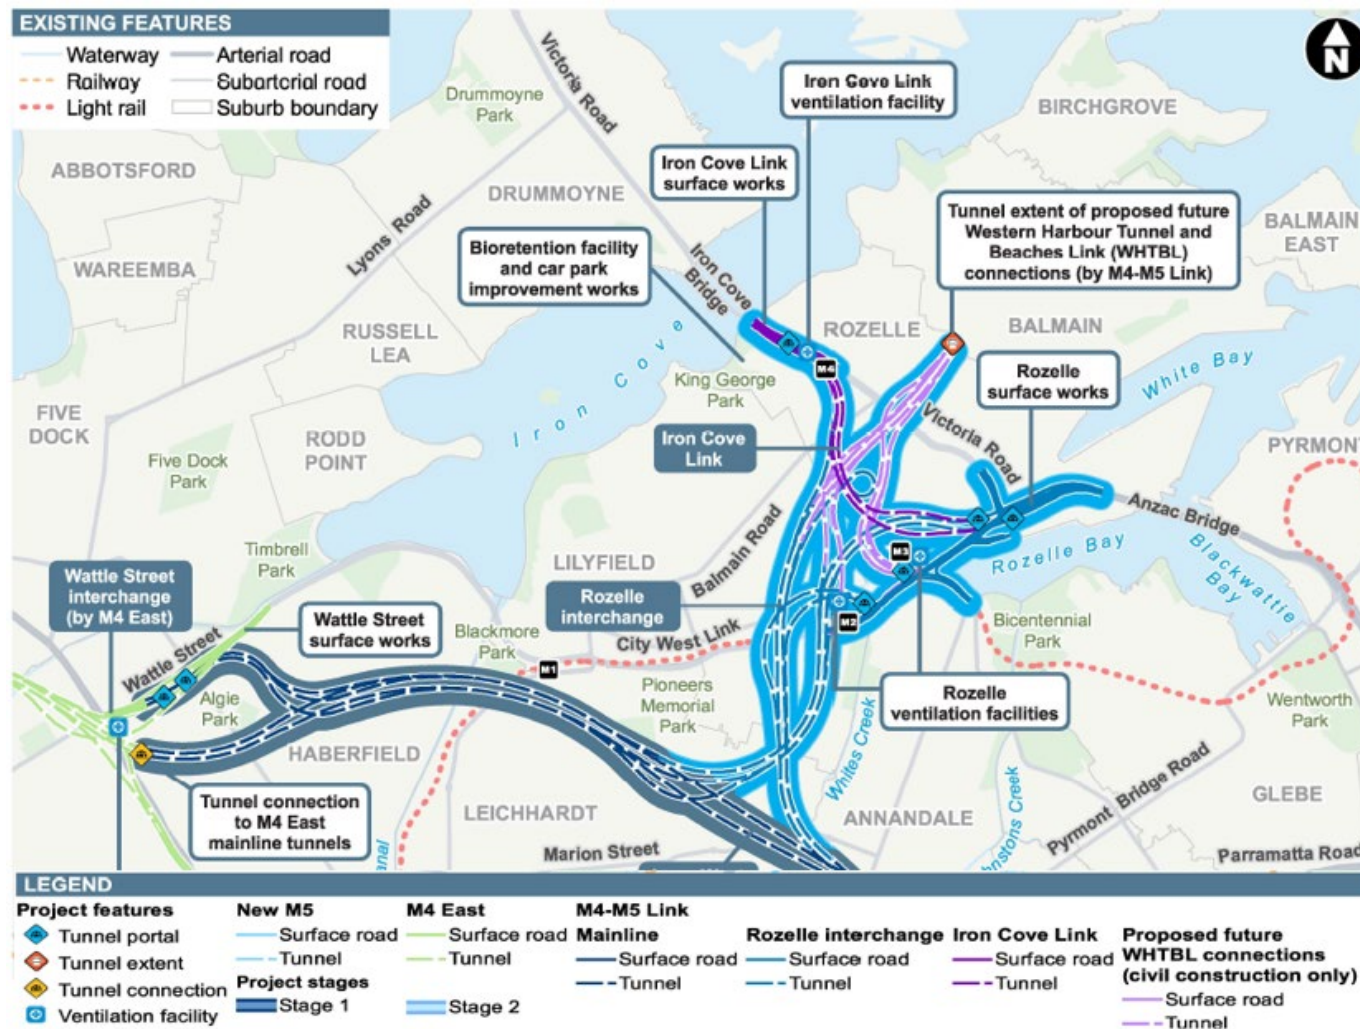 EXISTING FEATURES
Waterway
Arterial road
Railway
Subartcrial road
Light rail
Suburb boundary
N
Victoria Road
Drummoyne
Park
Iren Geve Link
ventilation facility
BIRCHGROVE
ABBOTSFORD
Iron Cove Link
surface works
DRUMMOYNE
Lyons Road
Tunnel extent of proposed future
Western Harbour Tunnel and
Beaches Link (WHTBL)
connections (by M4-M5 Link)
BALMAIN
EAST
Bioretention facility
and car park
improvement works
WAREEMBA
Iron Cove
Bridge
RUSSELL
LEA
ROZELLE
BALMAIN
White Bay
Rozelle
surface works
M4
King George
Park
Iron Cove
FIVE
DOCK
RODD
POINT
Iron Cove
Link
Victoria Road
PYRMONT
Five Dock
Park
Anzac Bridge
Timbrell
Park
LILYFIELD
Balmain Road
M3
Rozelle Bay
Blackwattle
Bay
Wattle Street
interchange
(by M4 East)
Rozelle
interchange
Wattle Street
surface works
Wattle Street
Blackmore
Park
City West Link
M2
Bicentennial
Park
M1
Algie
Park
Pioneers
Memorial
Park
Rozelle
ventilation facilities
Wentworth
Park
HABERFIELD
Whites Creek
Tunnel connection
to M4 East
mainline tunnels
LEICHHARDT
ANNANDALE
GLEBE
Pyrmont Bridge Road
Marion Street
anal
hnstons Creek
Parramatta Road
LEGEND
Project features
Tunnel portal
Tunnel extent
Tunnel connection
Ventilation facility
New M5
Surface road
Tunnel
Project stages
Stage 1
M4 East
Surface road
Tunnel
Stage 2
M4-M5 Link
Mainline
Surface road
Tunnel
Rozelle interchange
Surface road
Tunnel
Iron Cove Link
Surface road
Tunnel
Proposed future
WHTBL connections
(civil construction only)
Surface road
Tunnel